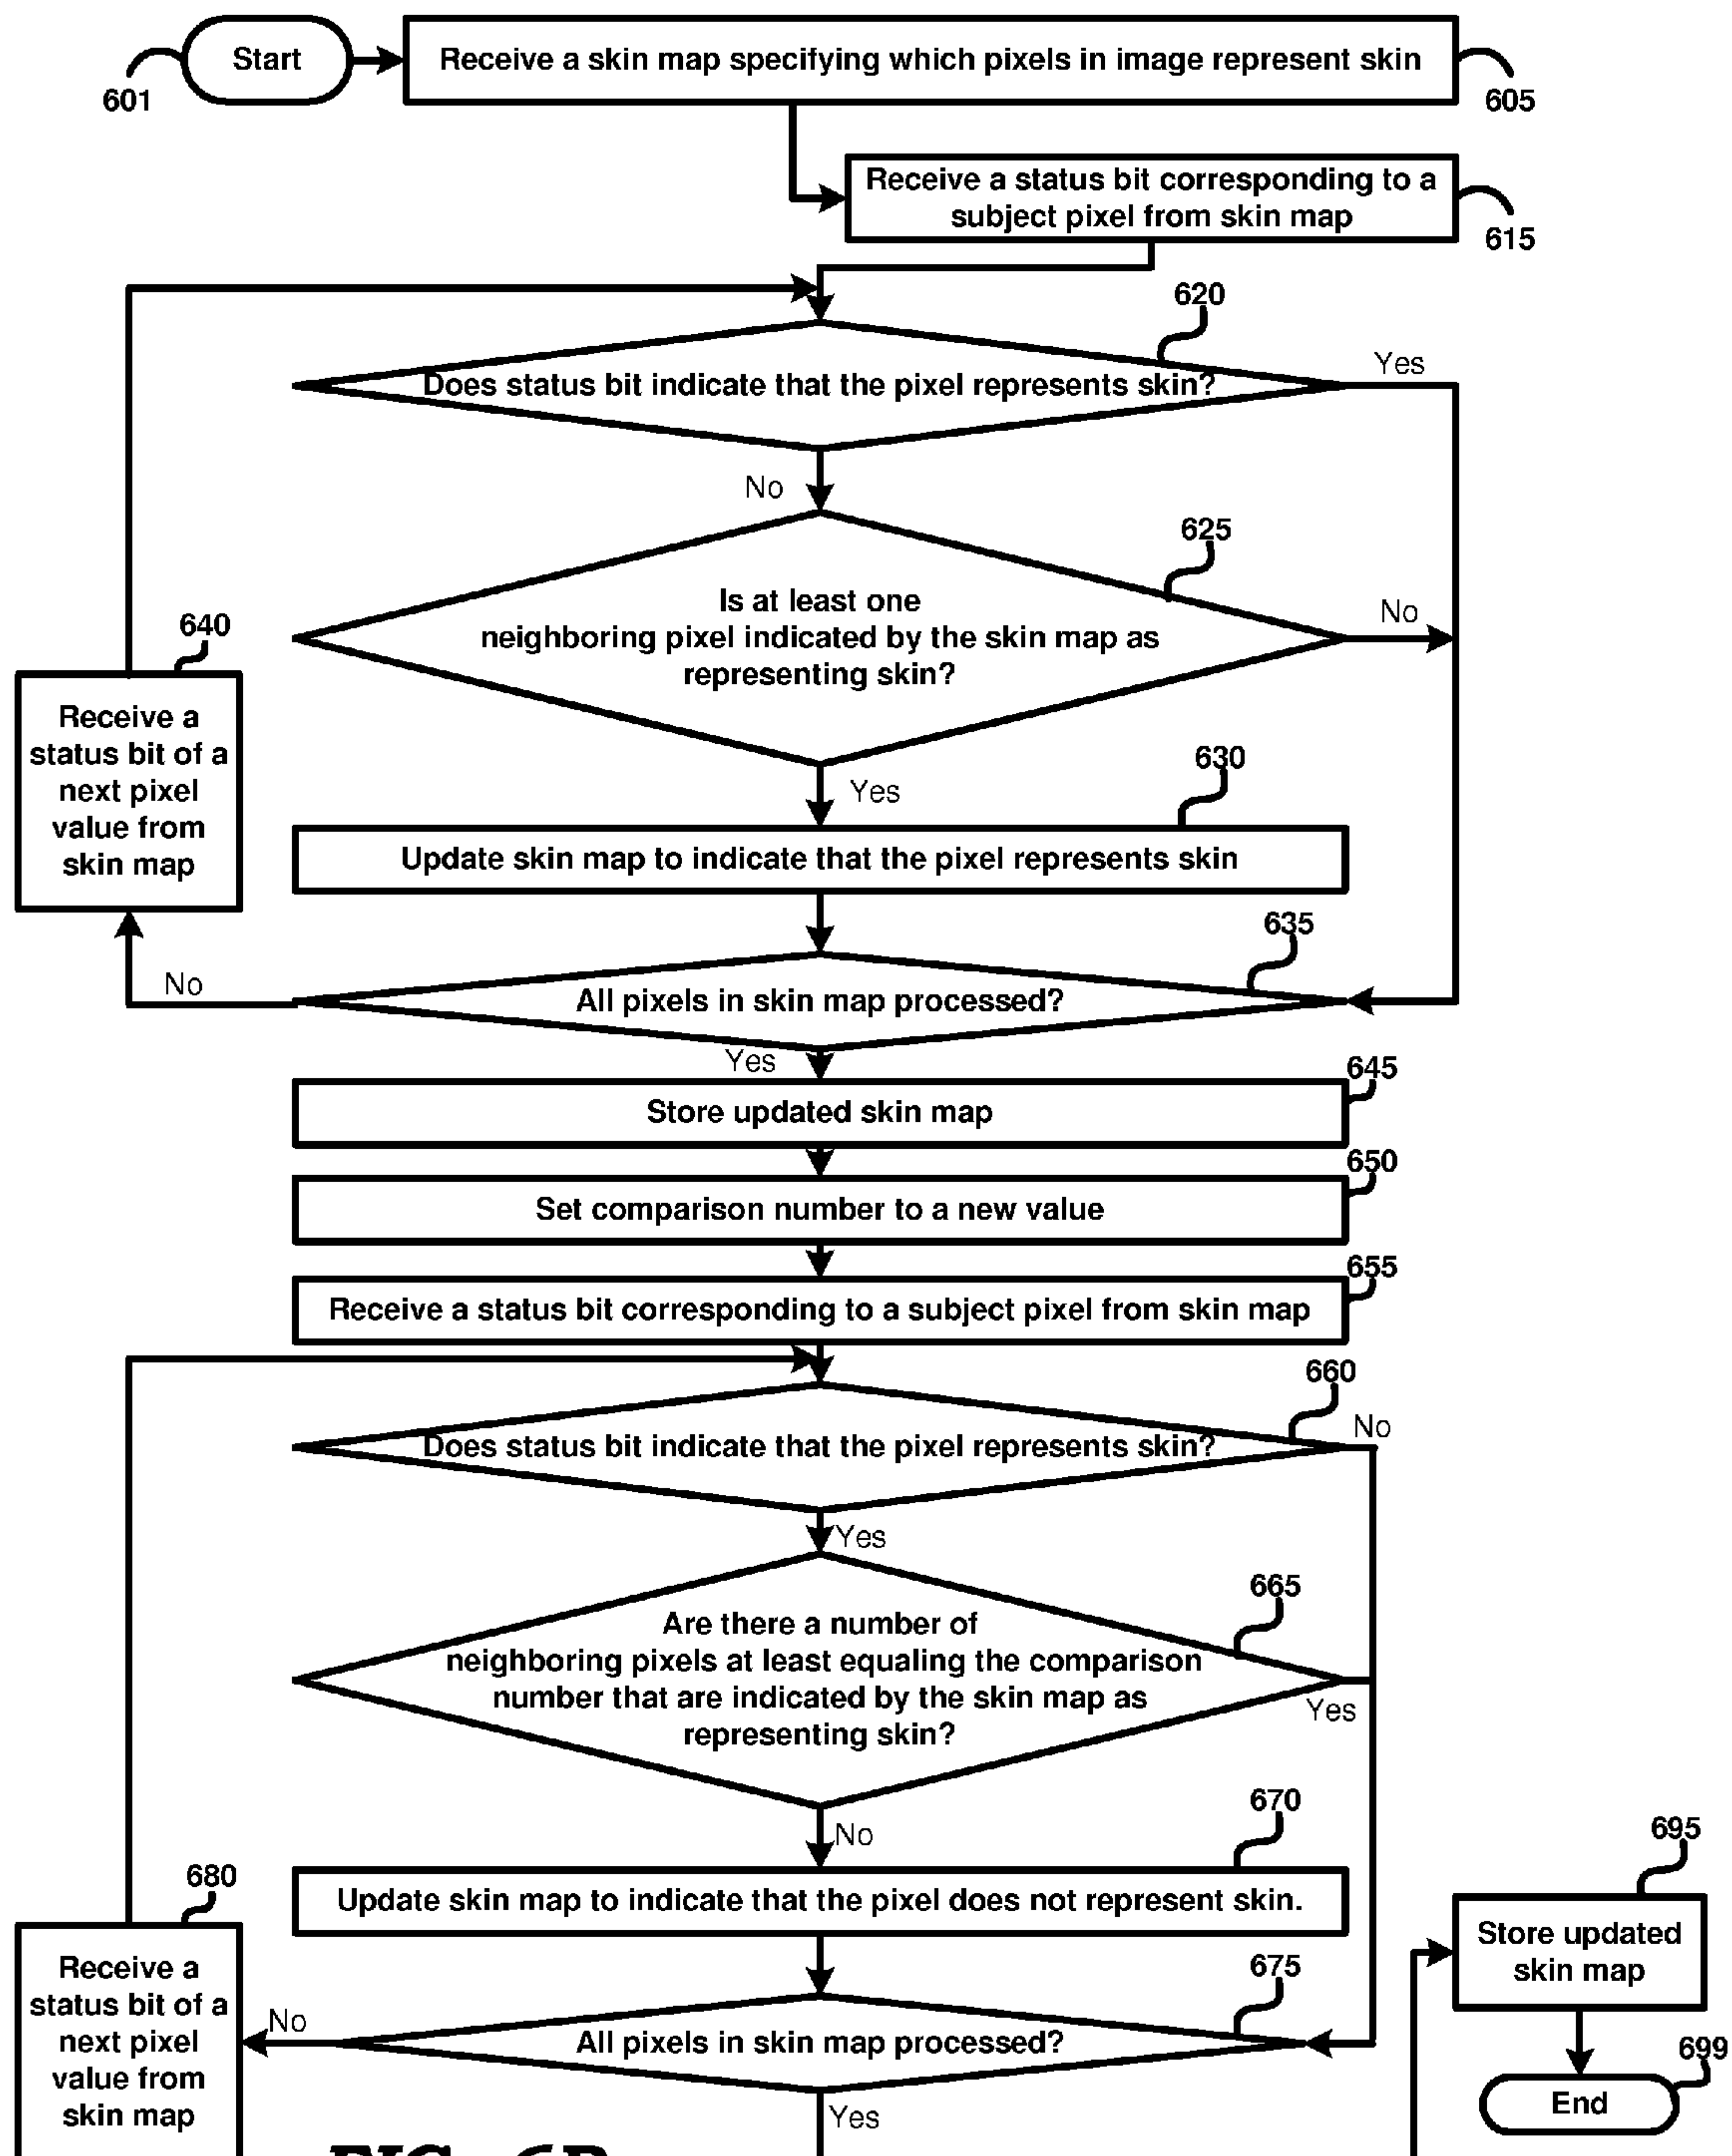 Start
601
Receive a skin map specifying which pixels in image represent skin
605
Receive a status bit corresponding to a
subject pixel from skin map
615
620
Does status bit indicate that the pixel represents skin?
Yes
No
625
Is at least one
neighboring pixel indicated by the skin map as
representing skin?
No
640
Receive a
status bit of a
next pixel
value from
skin map
Yes
630
Update skin map to indicate that the pixel represents skin
635
All pixels in skin map processed?
No
Yes
645
Store updated skin map
650
Set comparison number to a new value
655
Receive a status bit corresponding to a subject pixel from skin map
660
Does status bit indicate that the pixel represents skin?
No
Yes
665
Are there a number of
neighboring pixels at least equaling the comparison
number that are indicated by the skin map as
representing skin?
Yes
No
670
Update skin map to indicate that the pixel does not represent skin.
675
All pixels in skin map processed?
No
680
Receive a
status bit of a
next pixel
value from
skin map
Yes
695
Store updated
skin map
699
End